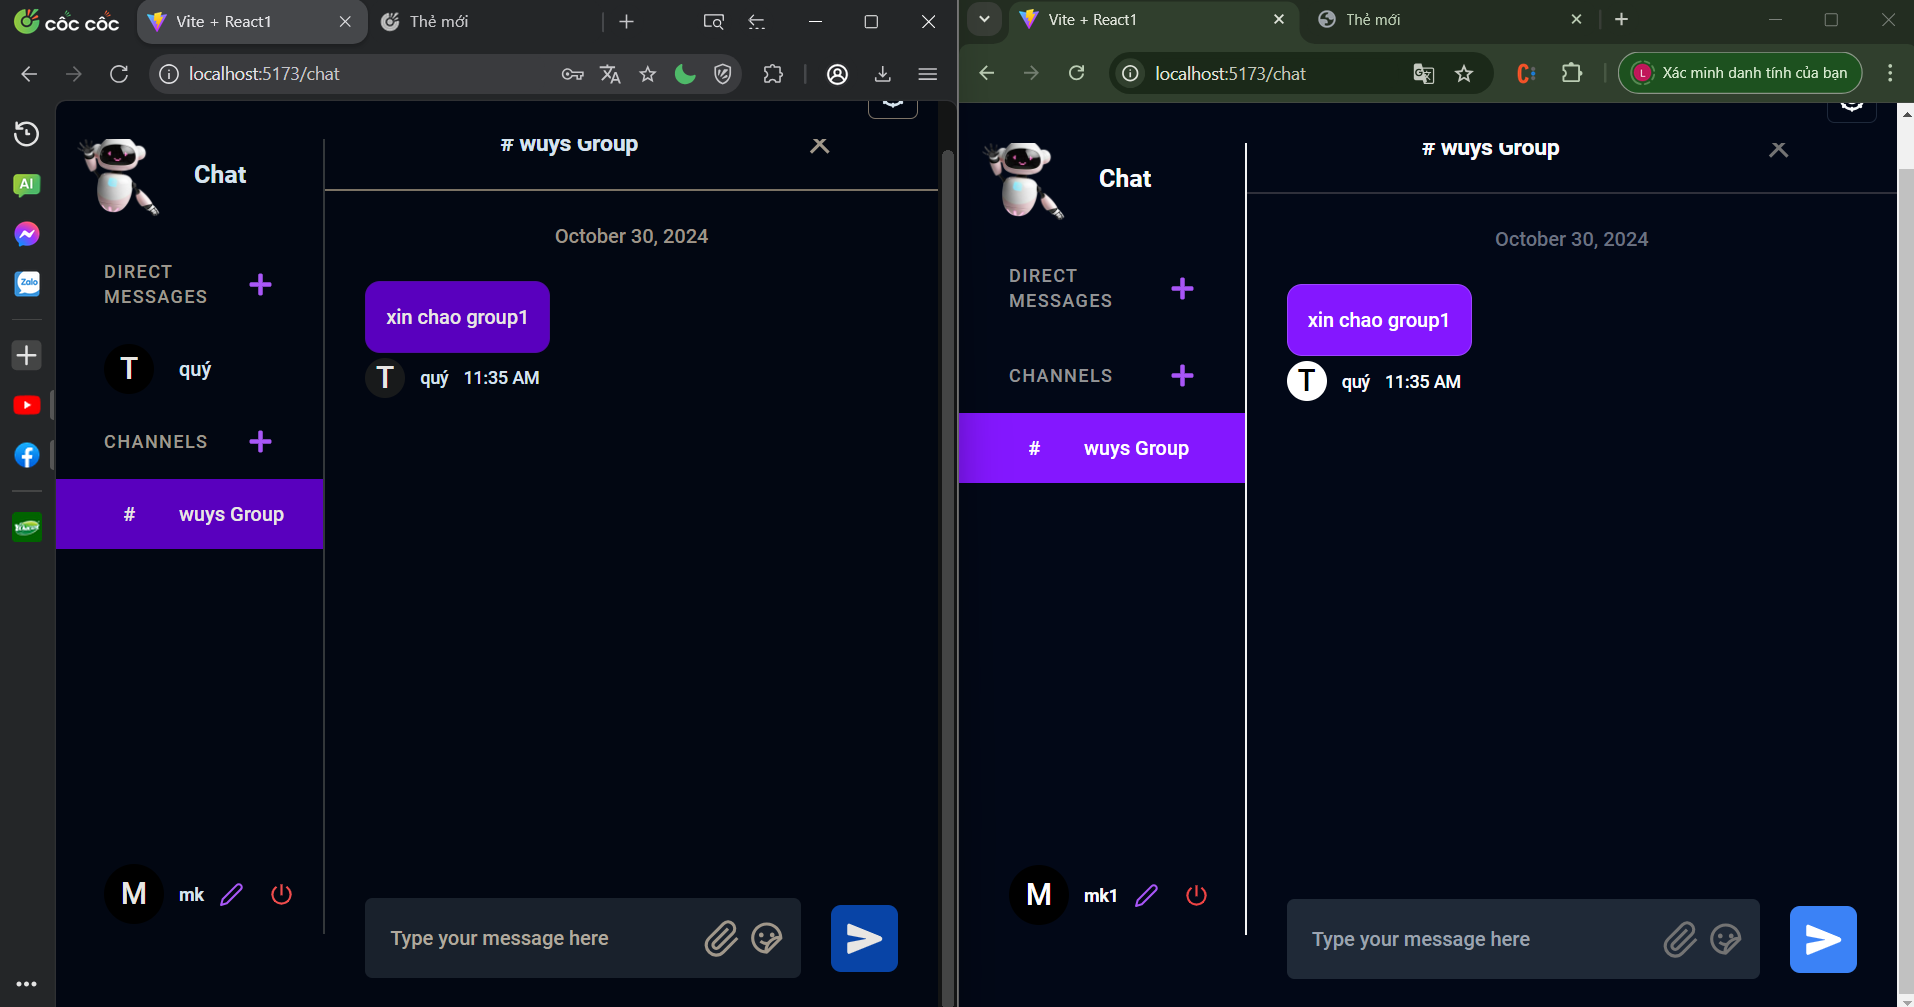 cốc cốc
Vite + React1
Thẻ mới
localhost:5173/chat
AI
Zalo
Chat
# wuys Group
October 30, 2024
DIRECT
MESSAGES
T
quý
CHANNELS
#
wuys Group
xin chao group1
T
quý
11:35 AM
M
mk
Type your message here
Vite + React1
Thẻ mới
localhost:5173/chat
L
Xác minh danh tính của bạn
Chat
# wuys Group
October 30, 2024
DIRECT
MESSAGES
CHANNELS
#
wuys Group
xin chao group1
T
quý
11:35 AM
M
mk1
Type your message here